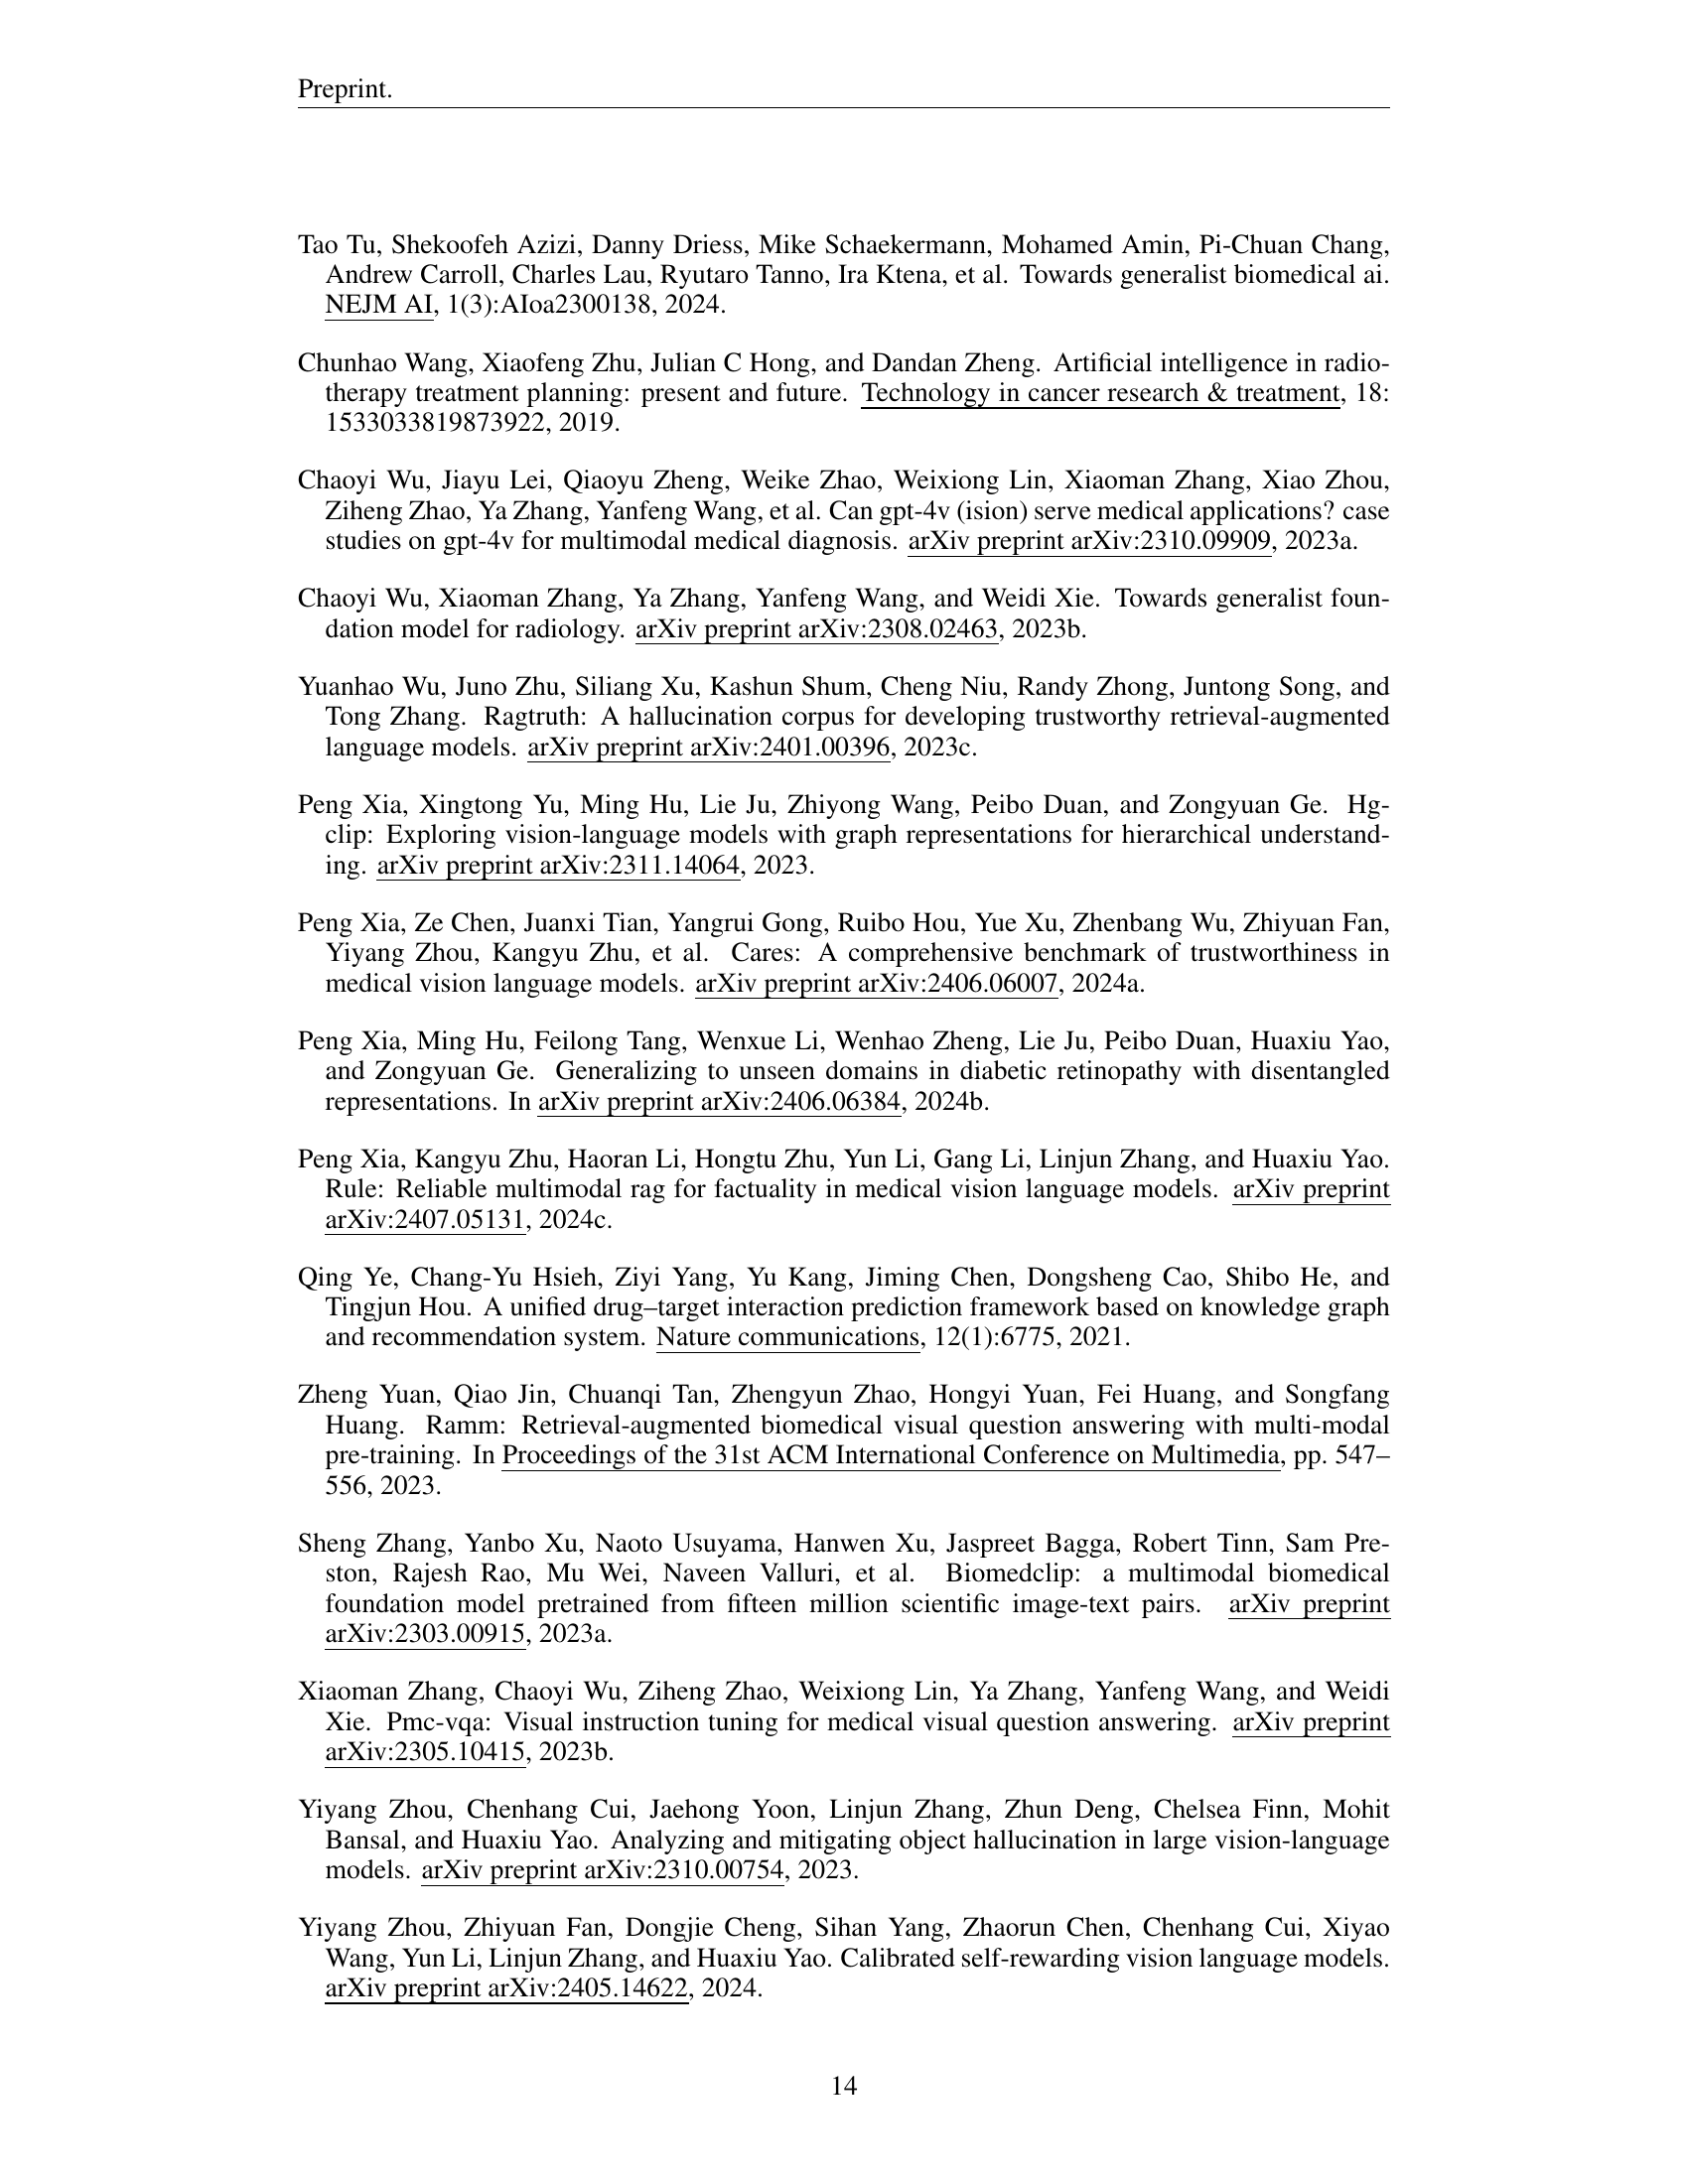 Preprint.
Tao Tu, Shekoofeh Azizi, Danny Driess, Mike Schaekermann, Mohamed Amin, Pi-Chuan Chang,
Andrew Carroll, Charles Lau, Ryutaro Tanno, Ira Ktena, et al. Towards generalist biomedical ai.
NEJM AI, 1(3):AIoa2300138, 2024.
Chunhao Wang, Xiaofeng Zhu, Julian C Hong, and Dandan Zheng. Artificial intelligence in radio-
therapy treatment planning: present and future. Technology in cancer research & treatment, 18:
1533033819873922, 2019.
Chaoyi Wu, Jiayu Lei, Qiaoyu Zheng, Weike Zhao, Weixiong Lin, Xiaoman Zhang, Xiao Zhou,
Ziheng Zhao, Ya Zhang, Yanfeng Wang, et al. Can gpt-4v (ision) serve medical applications? case
studies on gpt-4v for multimodal medical diagnosis. arXiv preprint arXiv:2310.09909, 2023a.
Chaoyi Wu, Xiaoman Zhang, Ya Zhang, Yanfeng Wang, and Weidi Xie. Towards generalist foun-
dation model for radiology. arXiv preprint arXiv:2308.02463, 2023b.
Yuanhao Wu, Juno Zhu, Siliang Xu, Kashun Shum, Cheng Niu, Randy Zhong, Juntong Song, and
Tong Zhang. Ragtruth: A hallucination corpus for developing trustworthy retrieval-augmented
language models. arXiv preprint arXiv:2401.00396, 2023c.
Peng Xia, Xingtong Yu, Ming Hu, Lie Ju, Zhiyong Wang, Peibo Duan, and Zongyuan Ge. Hg-
clip: Exploring vision-language models with graph representations for hierarchical understand-
ing. arXiv preprint arXiv:2311.14064, 2023.
Peng Xia, Ze Chen, Juanxi Tian, Yangrui Gong, Ruibo Hou, Yue Xu, Zhenbang Wu, Zhiyuan Fan,
Yiyang Zhou, Kangyu Zhu, et al. Cares: A comprehensive benchmark of trustworthiness in
medical vision language models. arXiv preprint arXiv:2406.06007, 2024a.
Peng Xia, Ming Hu, Feilong Tang, Wenxue Li, Wenhao Zheng, Lie Ju, Peibo Duan, Huaxiu Yao,
and Zongyuan Ge. Generalizing to unseen domains in diabetic retinopathy with disentangled
representations. In arXiv preprint arXiv:2406.06384, 2024b.
Peng Xia, Kangyu Zhu, Haoran Li, Hongtu Zhu, Yun Li, Gang Li, Linjun Zhang, and Huaxiu Yao.
Rule: Reliable multimodal rag for factuality in medical vision language models. arXiv preprint
arXiv:2407.05131, 2024c.
Qing Ye, Chang-Yu Hsieh, Ziyi Yang, Yu Kang, Jiming Chen, Dongsheng Cao, Shibo He, and
Tingjun Hou. A unified drug–target interaction prediction framework based on knowledge graph
and recommendation system. Nature communications, 12(1):6775, 2021.
Zheng Yuan, Qiao Jin, Chuanqi Tan, Zhengyun Zhao, Hongyi Yuan, Fei Huang, and Songfang
Huang. Ramm: Retrieval-augmented biomedical visual question answering with multi-modal
pre-training. In Proceedings of the 31st ACM International Conference on Multimedia, pp. 547–
556, 2023.
Sheng Zhang, Yanbo Xu, Naoto Usuyama, Hanwen Xu, Jaspreet Bagga, Robert Tinn, Sam Pre-
ston, Rajesh Rao, Mu Wei, Naveen Valluri, et al. Biomedclip: a multimodal biomedical
foundation model pretrained from fifteen million scientific image-text pairs. arXiv preprint
arXiv:2303.00915, 2023a.
Xiaoman Zhang, Chaoyi Wu, Ziheng Zhao, Weixiong Lin, Ya Zhang, Yanfeng Wang, and Weidi
Xie. Pmc-vqa: Visual instruction tuning for medical visual question answering. arXiv preprint
arXiv:2305.10415, 2023b.
Yiyang Zhou, Chenhang Cui, Jaehong Yoon, Linjun Zhang, Zhun Deng, Chelsea Finn, Mohit
Bansal, and Huaxiu Yao. Analyzing and mitigating object hallucination in large vision-language
models. arXiv preprint arXiv:2310.00754, 2023.
Yiyang Zhou, Zhiyuan Fan, Dongjie Cheng, Sihan Yang, Zhaorun Chen, Chenhang Cui, Xiyao
Wang, Yun Li, Linjun Zhang, and Huaxiu Yao. Calibrated self-rewarding vision language models.
arXiv preprint arXiv:2405.14622, 2024.
14